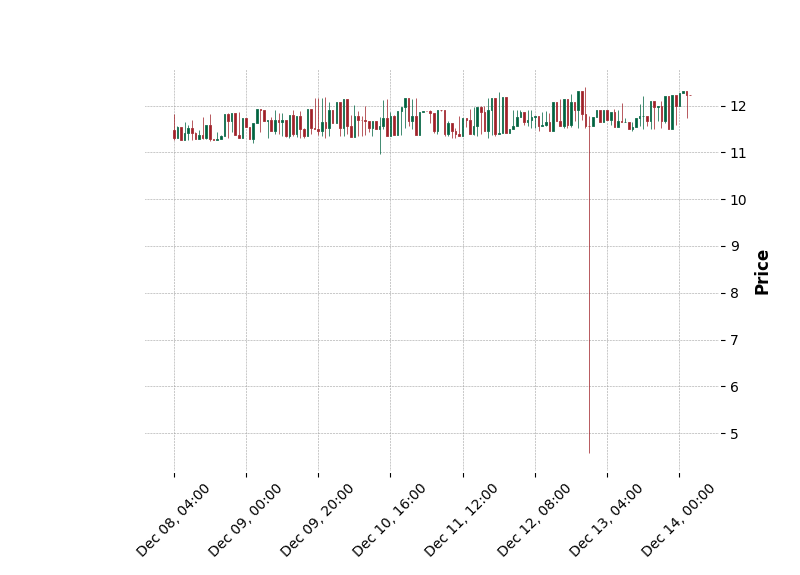 12
11
10
9
8
7
6
5
Price
Dec 08, 04:00
Dec 09, 00:00
Dec 09, 20:00
Dec 10, 16:00
Dec 11, 12:00
Dec 12, 08:00
Dec 13, 04:00
Dec 14, 00:00